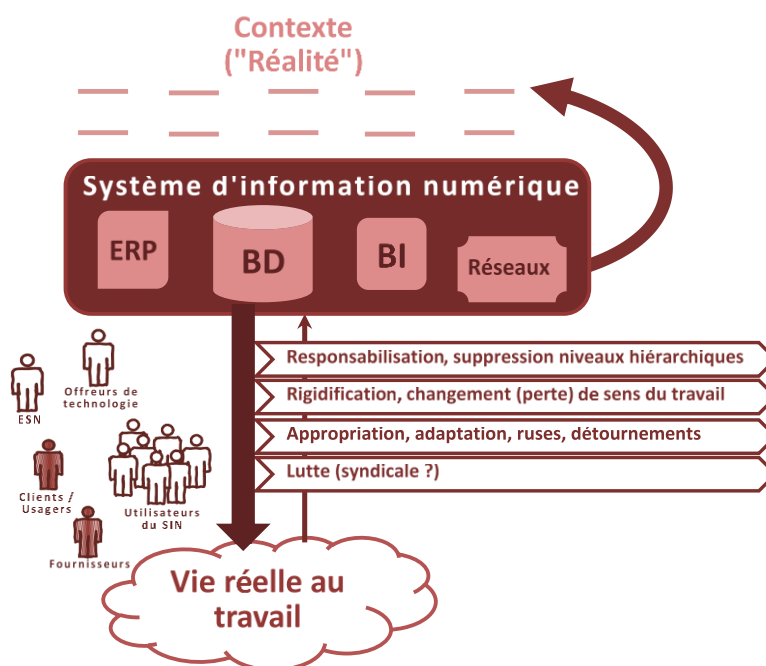 Contexte
("Réalité")
Système d'information numérique
ERP
BD
BI
Réseaux
Responsabilisation, suppression niveaux hiérarchiques
Rigidification, changement (perte) de sens du travail
Appropriation, adaptation, ruses, détournements
Lutte (syndicale ?)
Offreurs de
technologie
ESN
Clients /
Usagers
Utilisateurs
du SIN
Fournisseurs
Vie réelle au
travail